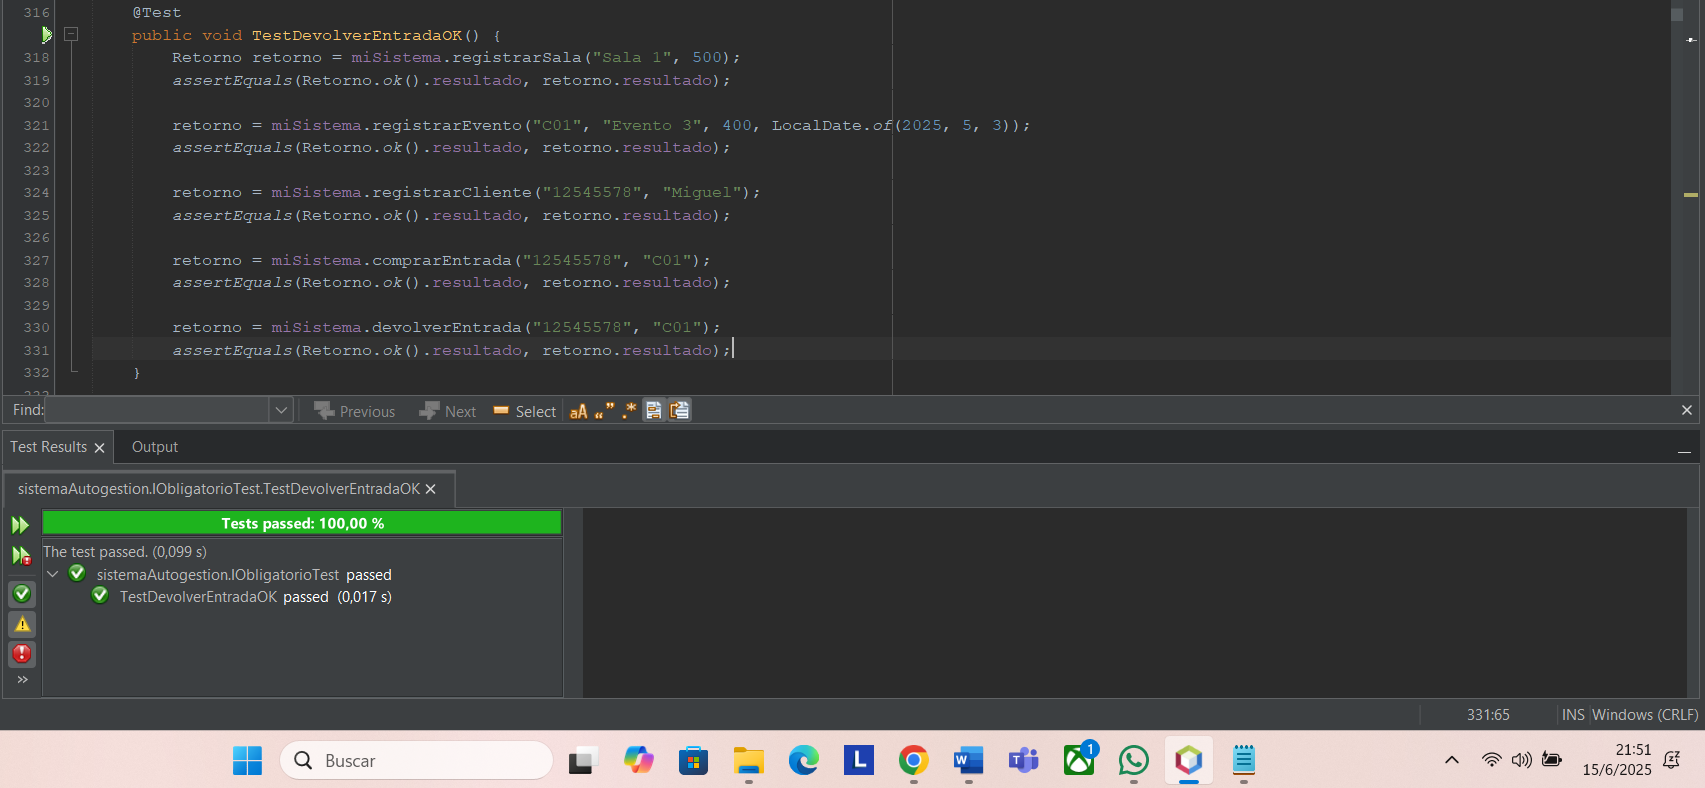 316 @Test
public void TestDevolverEntradaOK() {
318 Retorno retorno = miSistema.registrarSala("Sala 1", 500);
319 assertEquals(Retorno.ok().resultado, retorno.resultado);
320
321 retorno = miSistema.registrarEvento("C01", "Evento 3", 400, LocalDate.of(2025, 5, 3));
322 assertEquals(Retorno.ok().resultado, retorno.resultado);
323
324 retorno = miSistema.registrarCliente("12545578", "Miguel");
325 assertEquals(Retorno.ok().resultado, retorno.resultado);
326
327 retorno = miSistema.comprarEntrada("12545578", "C01");
328 assertEquals(Retorno.ok().resultado, retorno.resultado);
329
330 retorno = miSistema.devolverEntrada("12545578", "C01");
331 assertEquals(Retorno.ok().resultado, retorno.resultado);
332 }
333
Find: Previous Next Select aA “” .*
Test Results Output
sistemaAutogestion.IObligatorioTest.TestDevolverEntradaOK
Tests passed: 100,00 %
The test passed. (0,099 s)
sistemaAutogestion.IObligatorioTest passed
TestDevolverEntradaOK passed (0,017 s)
331:65 INS Windows (CRLF)
Buscar L W T 1 21:51
15/6/2025